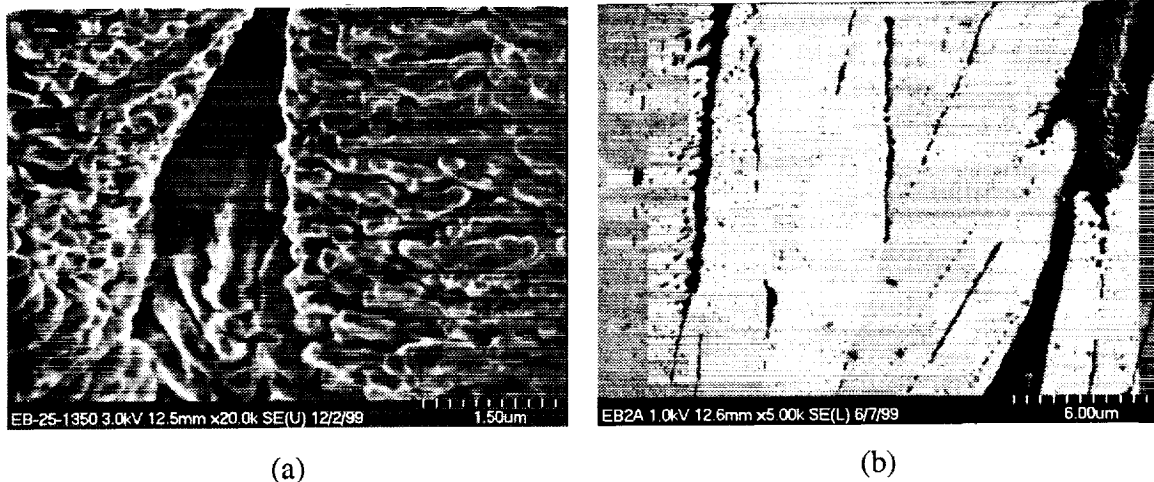 EB-25-1350 3.0kV 12.5mm x20.0k SE(U) 12/2/99 1.50um
EB2A 1.0kV 12.6mm x5.00k SE(L) 6/7/99 6.00um
(a)
(b)